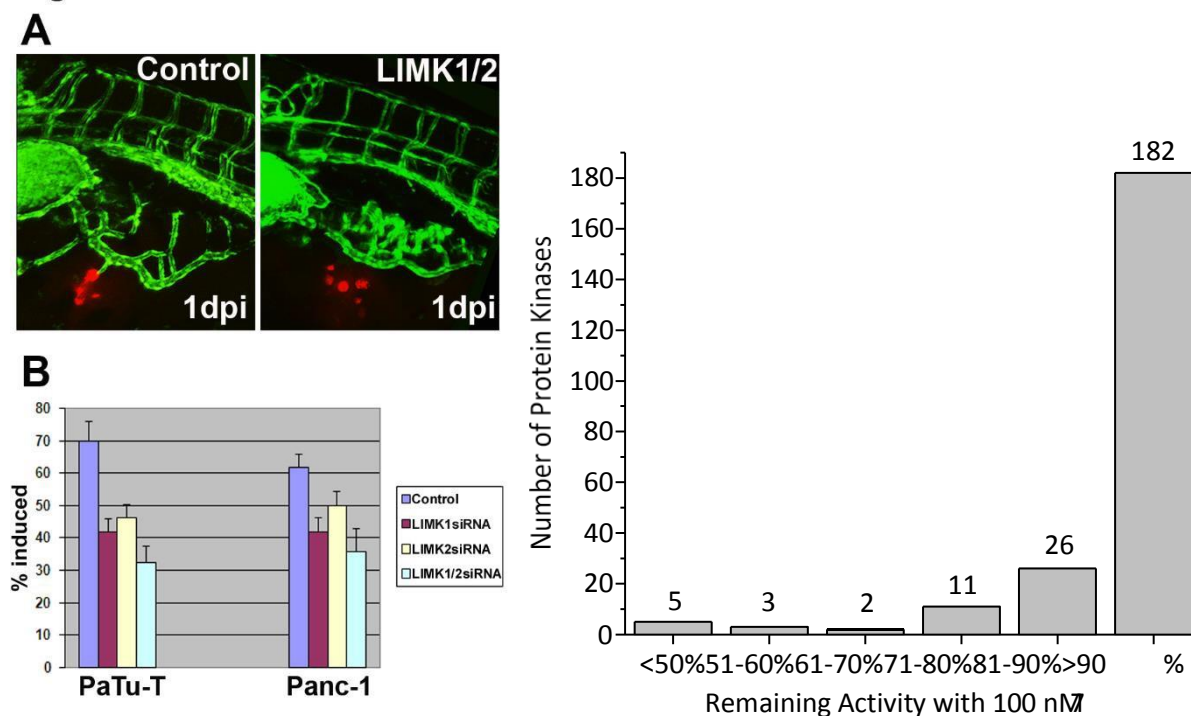 A
Control
LIMK1/2
1dpi
1dpi
B
80
70
60
50
40
30
20
10
0
% induced
PaTu-T
Panc-1
Control
LIMK1siRNA
LIMK2siRNA
LIMK1/2siRNA
Number of Protein Kinases
180
160
140
120
100
80
60
40
20
0
5
3
2
11
26
182
<50%51-60%61-70%71-80%81-90%>90 %
Remaining Activity with 100 nM